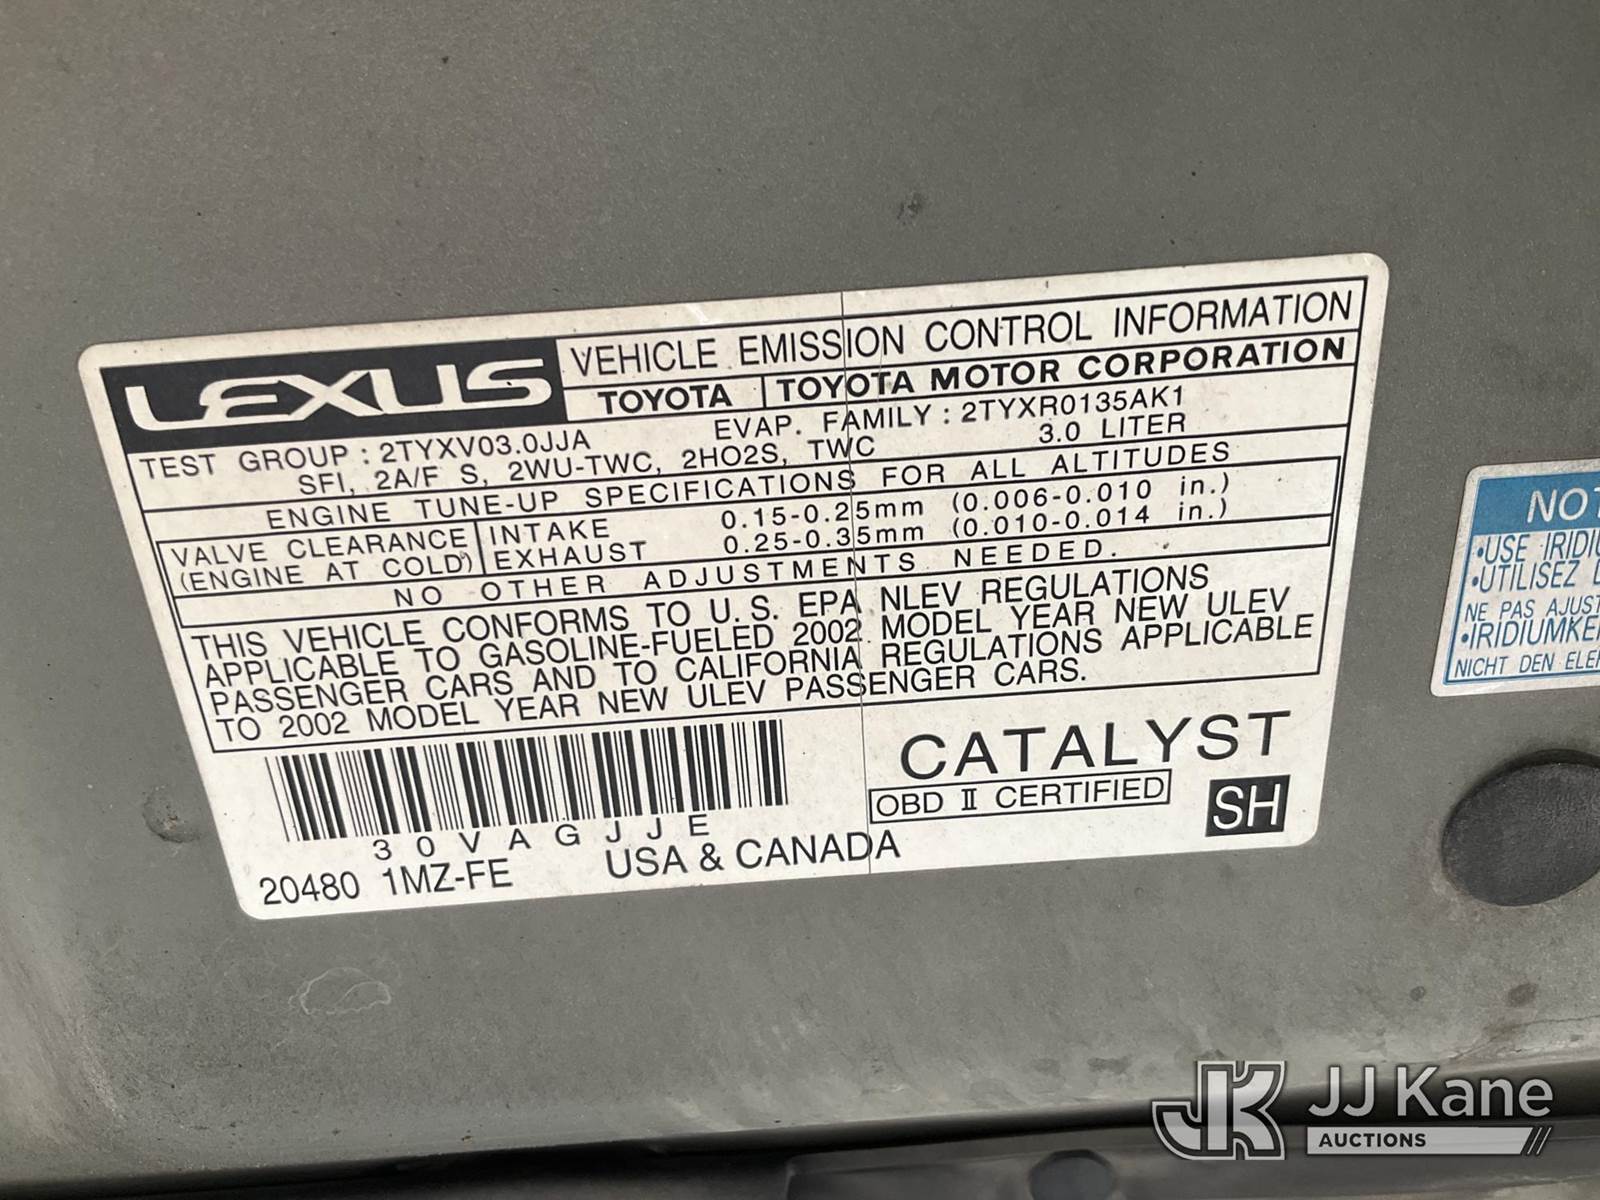 LEXUS VEHICLE EMISSION CONTROL INFORMATION
TOYOTA TOYOTA MOTOR CORPORATION
TEST GROUP : 2TYXV03.0JJA EVAP. FAMILY : 2TYXR0135AK1
SFI, 2A/F S, 2WU-TWC, 2HO2S, TWC 3.0 LITER
ENGINE TUNE-UP SPECIFICATIONS FOR ALL ALTITUDES
VALVE CLEARANCE INTAKE 0.15-0.25mm (0.006-0.010 in.)
(ENGINE AT COLD) EXHAUST 0.25-0.35mm (0.010-0.014 in.)
NO OTHER ADJUSTMENTS NEEDED.
THIS VEHICLE CONFORMS TO U.S. EPA NLEV REGULATIONS
APPLICABLE TO GASOLINE-FUELED 2002 MODEL YEAR NEW ULEV
PASSENGER CARS AND TO CALIFORNIA REGULATIONS APPLICABLE
TO 2002 MODEL YEAR NEW ULEV PASSENGER CARS.
CATALYST
OBD II CERTIFIED
SH
30VAGJJE
20480 1MZ-FE USA & CANADA
•USE
•UTILISEZ
NE PAS
NICHT DEN
JK JJ Kane
AUCTIONS